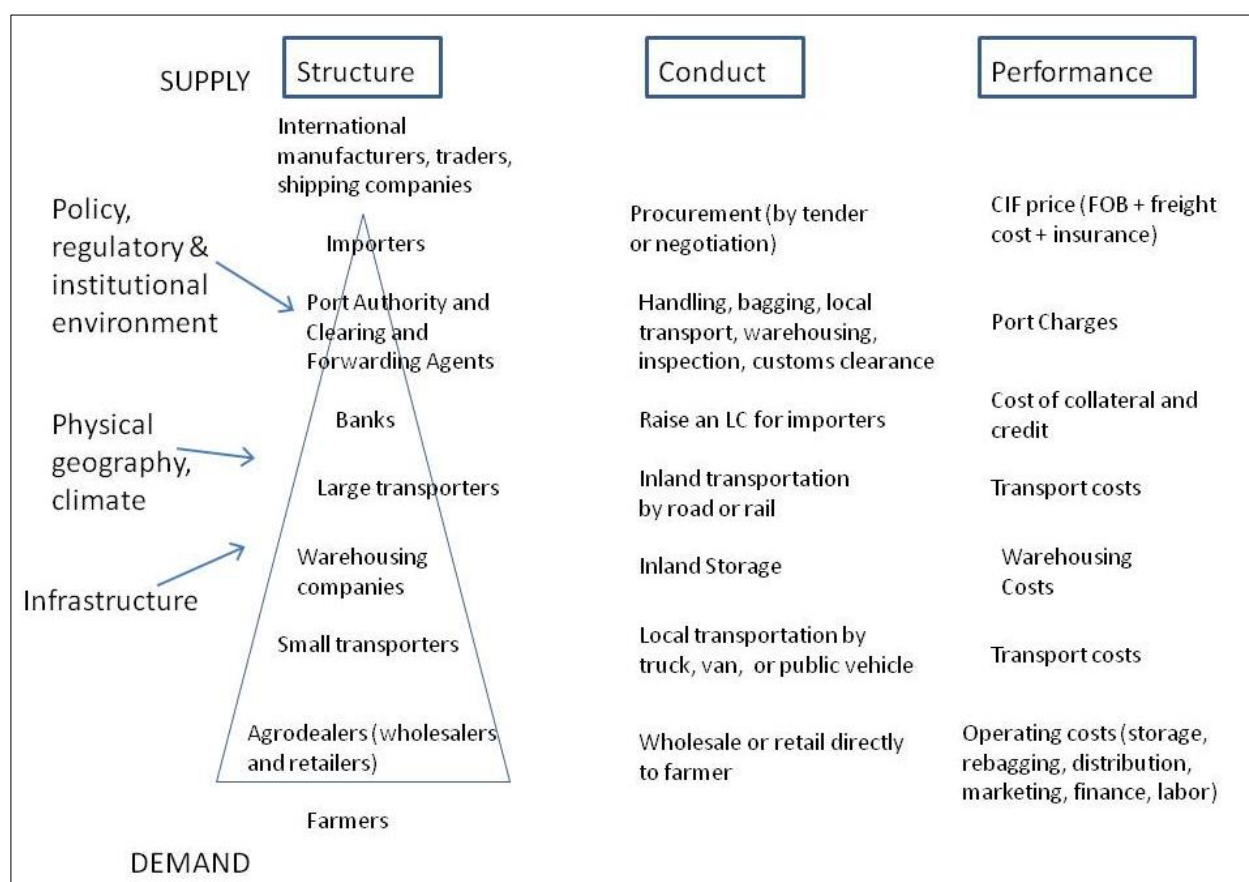 SUPPLY
Structure
Conduct
Performance
International
manufacturers, traders,
shipping companies
Policy,
regulatory &
institutional
environment
Importers
Procurement (by tender
or negotiation)
CIF price (FOB + freight
cost + insurance)
Port Authority and
Clearing and
Forwarding Agents
Handling, bagging, local
transport, warehousing,
inspection, customs clearance
Port Charges
Physical
geography,
climate
Banks
Raise an LC for importers
Cost of collateral and
credit
Large transporters
Inland transportation
by road or rail
Transport costs
Infrastructure
Warehousing
companies
Inland Storage
Warehousing
Costs
Small transporters
Local transportation by
truck, van, or public vehicle
Transport costs
Agrodealers (wholesalers
and retailers)
Wholesale or retail directly
to farmer
Operating costs (storage,
rebagging, distribution,
marketing, finance, labor)
Farmers
DEMAND